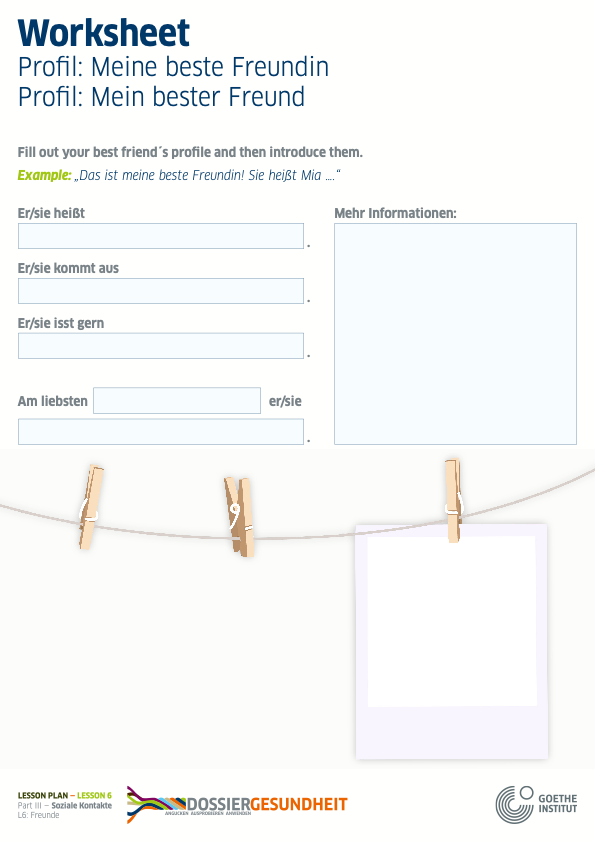 Worksheet
Profil: Meine beste Freundin
Profil: Mein bester Freund
Fill out your best friend´s profile and then introduce them.
Example: „Das ist meine beste Freundin! Sie heißt Mia ....“
Er/sie heißt
.
Er/sie kommt aus
.
Er/sie isst gern
.
Am liebsten er/sie
.
Mehr Informationen:
LESSON PLAN – LESSON 6
Part III – Soziale Kontakte
L6: Freunde
DOSSIERGESUNDHEIT
ANGUCKEN AUSPROBIEREN ANWENDEN
GOETHE
INSTITUT